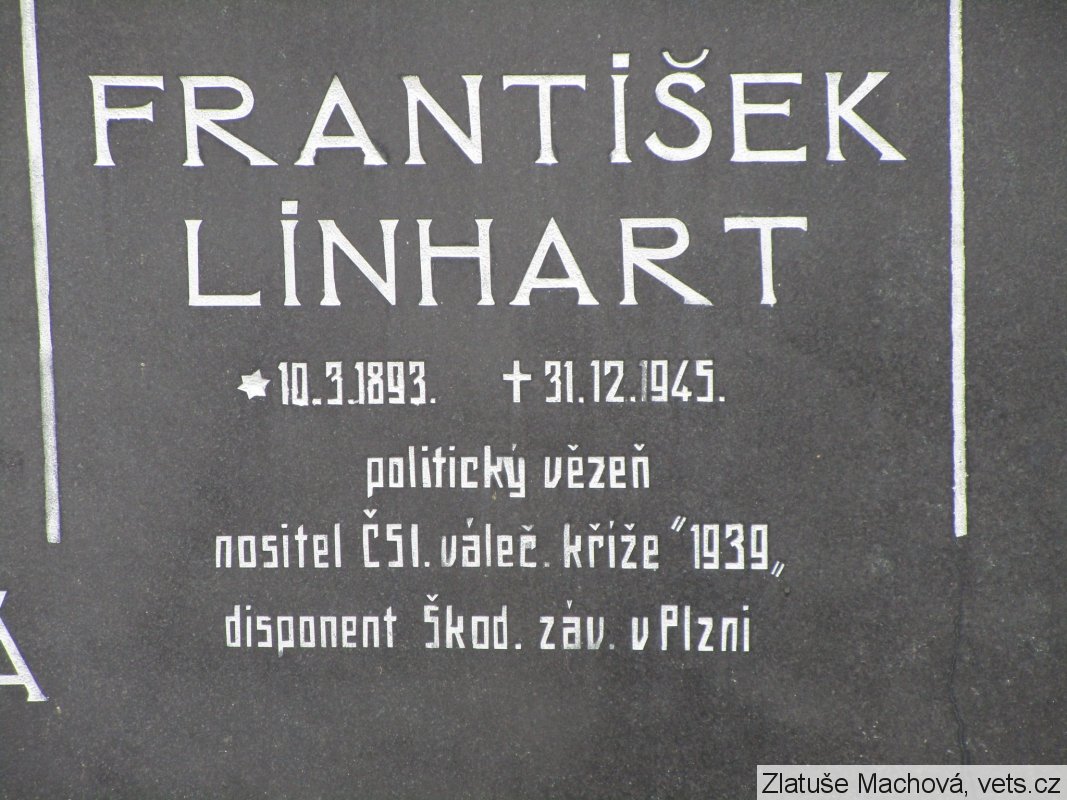 FRANTIŠEK
LINHART
* 10.3.1893. + 31.12.1945.
politický vězeň
nositel ČSl. váleč. kříže "1939„
disponent Škod. záv. v Plzni
A
Zlatuše Machová, vets.cz